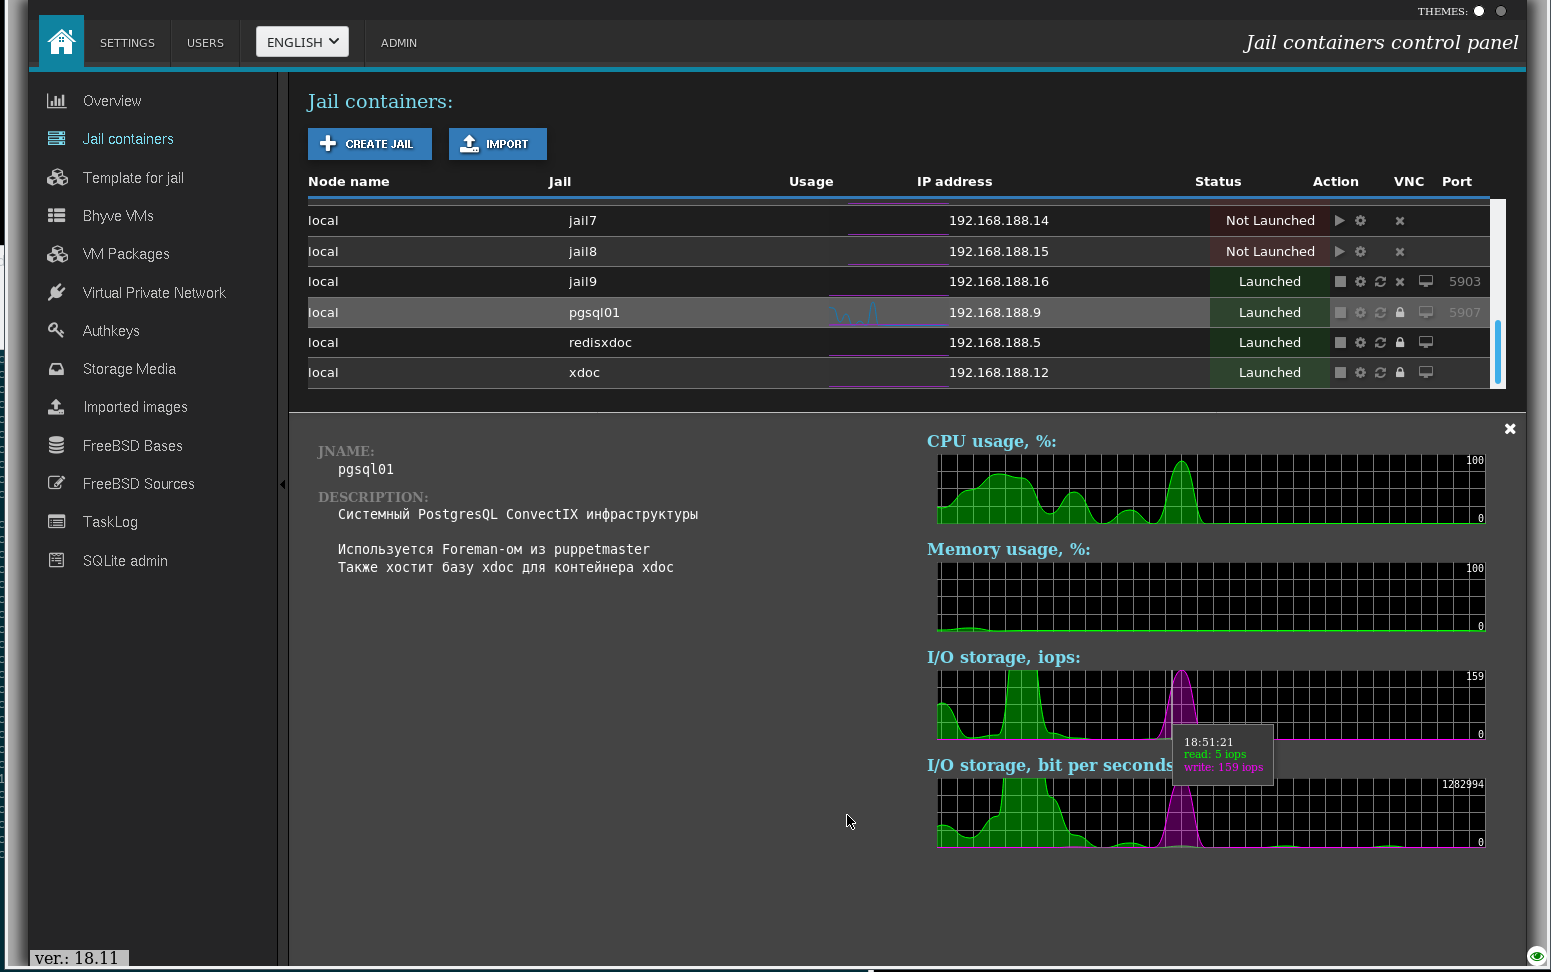 THEMES:
SETTINGS
USERS
ENGLISH
ADMIN
Jail containers control panel
Overview
Jail containers
Template for jail
Bhyve VMs
VM Packages
Virtual Private Network
Authkeys
Storage Media
Imported images
FreeBSD Bases
FreeBSD Sources
TaskLog
SQLite admin
ver.: 18.11
Jail containers:
CREATE JAIL
IMPORT
Node name Jail Usage IP address Status Action VNC Port
local jail7 192.168.188.14 Not Launched
local jail8 192.168.188.15 Not Launched
local jail9 192.168.188.16 Launched 5903
local pgsql01 192.168.188.9 Launched 5907
local redisxdoc 192.168.188.5 Launched
local xdoc 192.168.188.12 Launched
JNAME:
pgsql01
DESCRIPTION:
Системный PostgresQL ConvectIX инфраструктуры
Используется Foreman-ом из puppetmaster
Также хостит базу xdoc для контейнера xdoc
CPU usage, %:
100
0
Memory usage, %:
100
0
I/O storage, iops:
159
0
18:51:21
read: 5 iops
write: 159 iops
I/O storage, bit per seconds
1282994
0